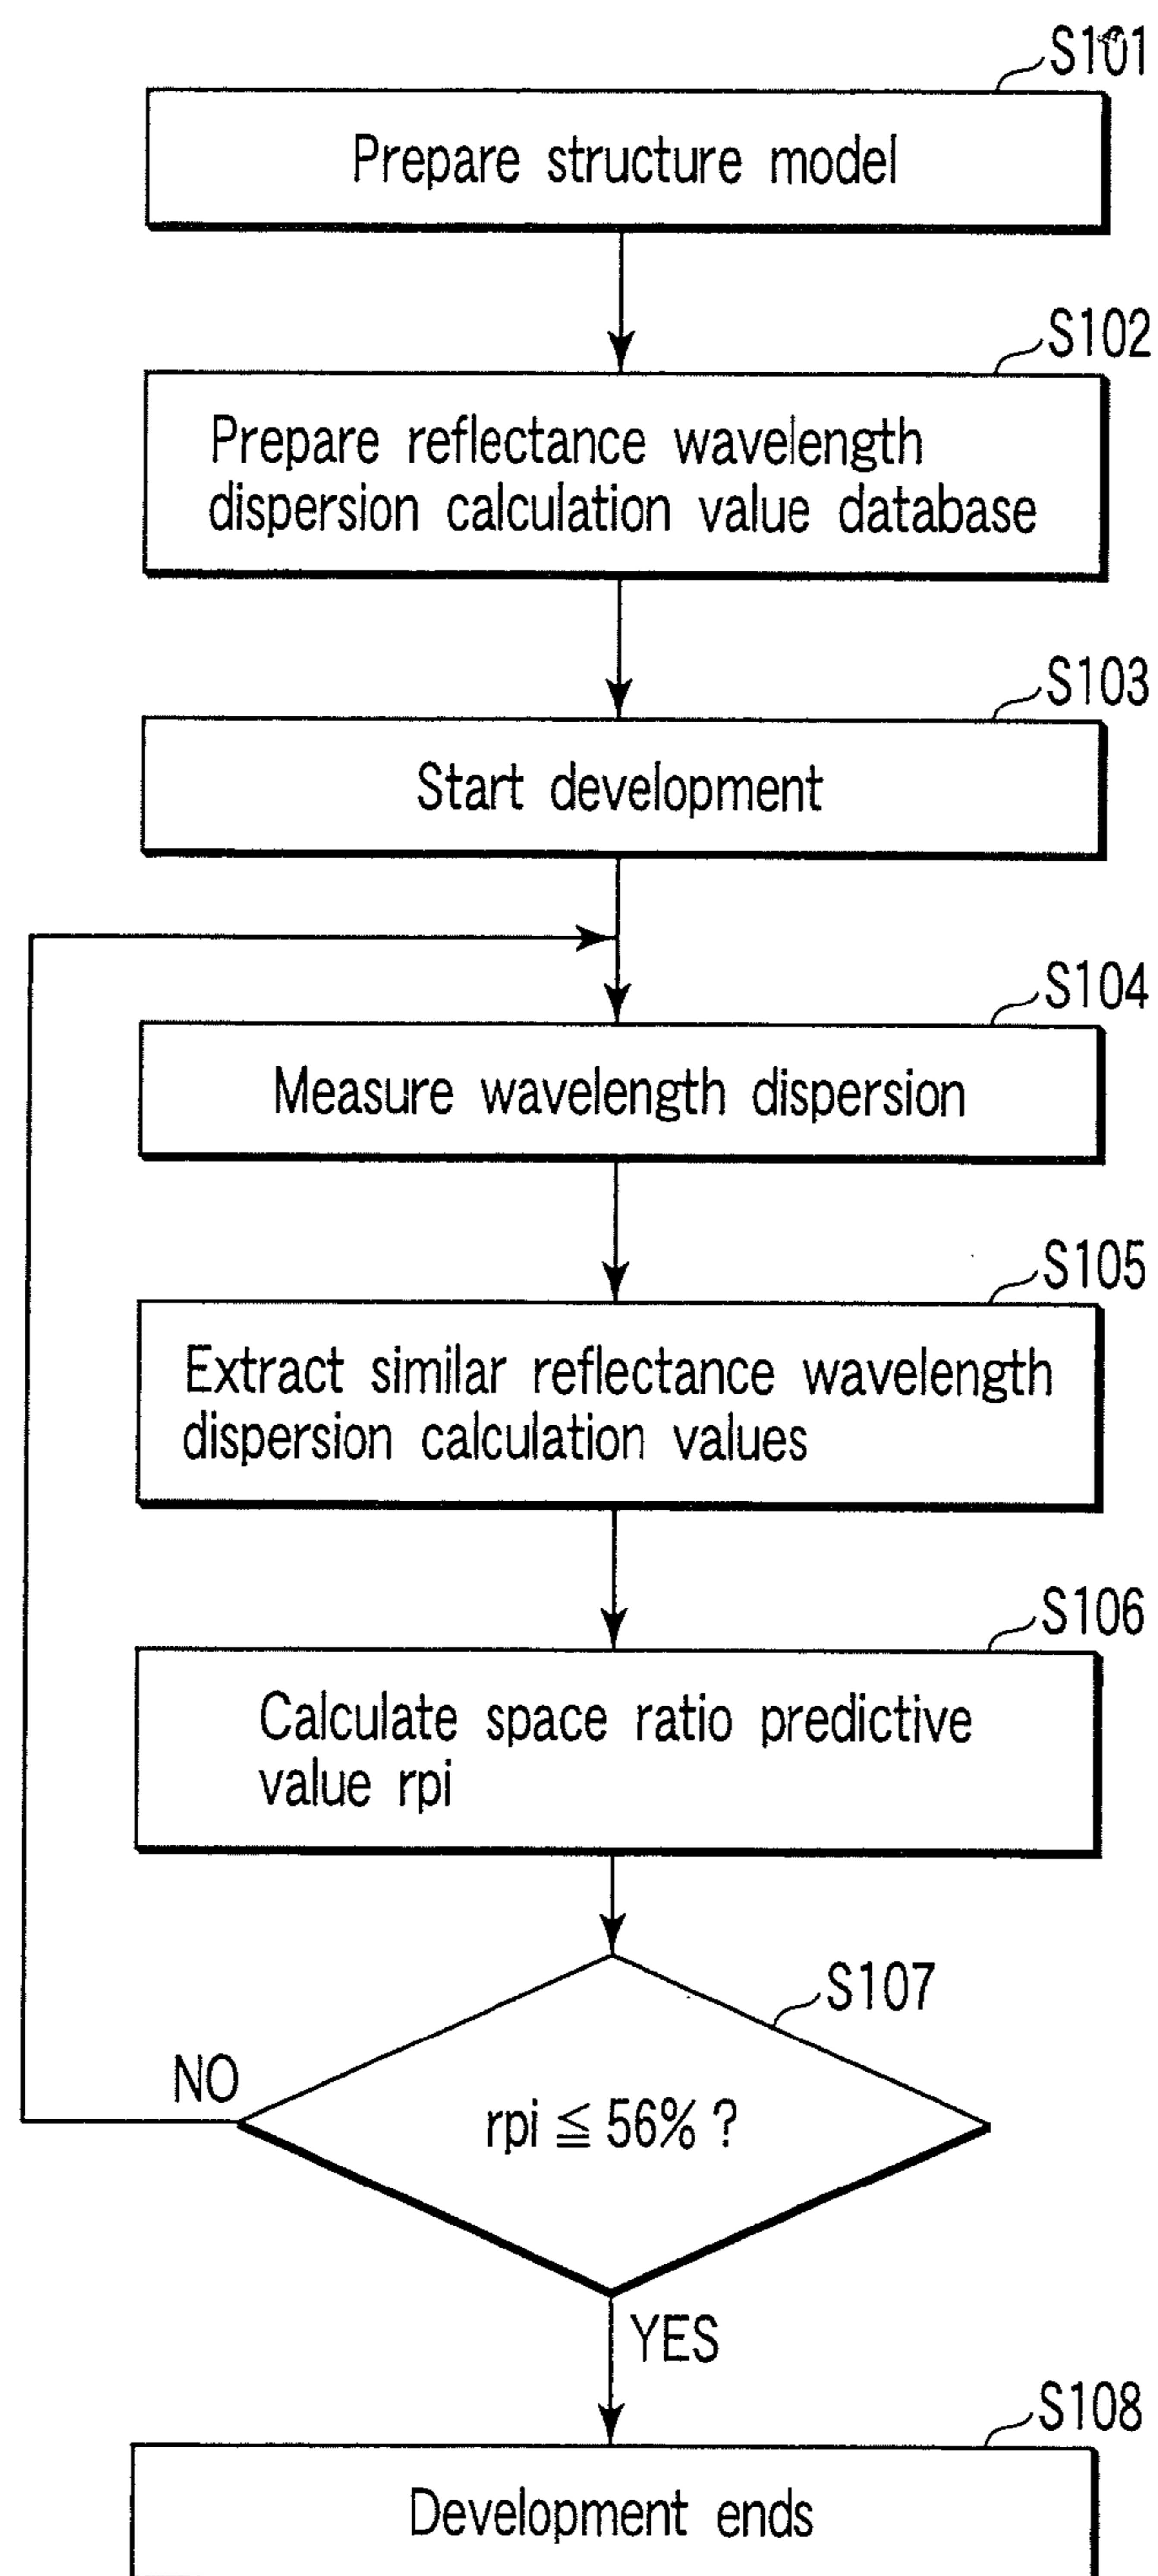 S101
Prepare structure model
S102
Prepare reflectance wavelength
dispersion calculation value database
S103
Start development
S104
Measure wavelength dispersion
S105
Extract similar reflectance wavelength
dispersion calculation values
S106
Calculate space ratio predictive
value rpi
S107
NO
rpi ≦ 56% ?
YES
S108
Development ends